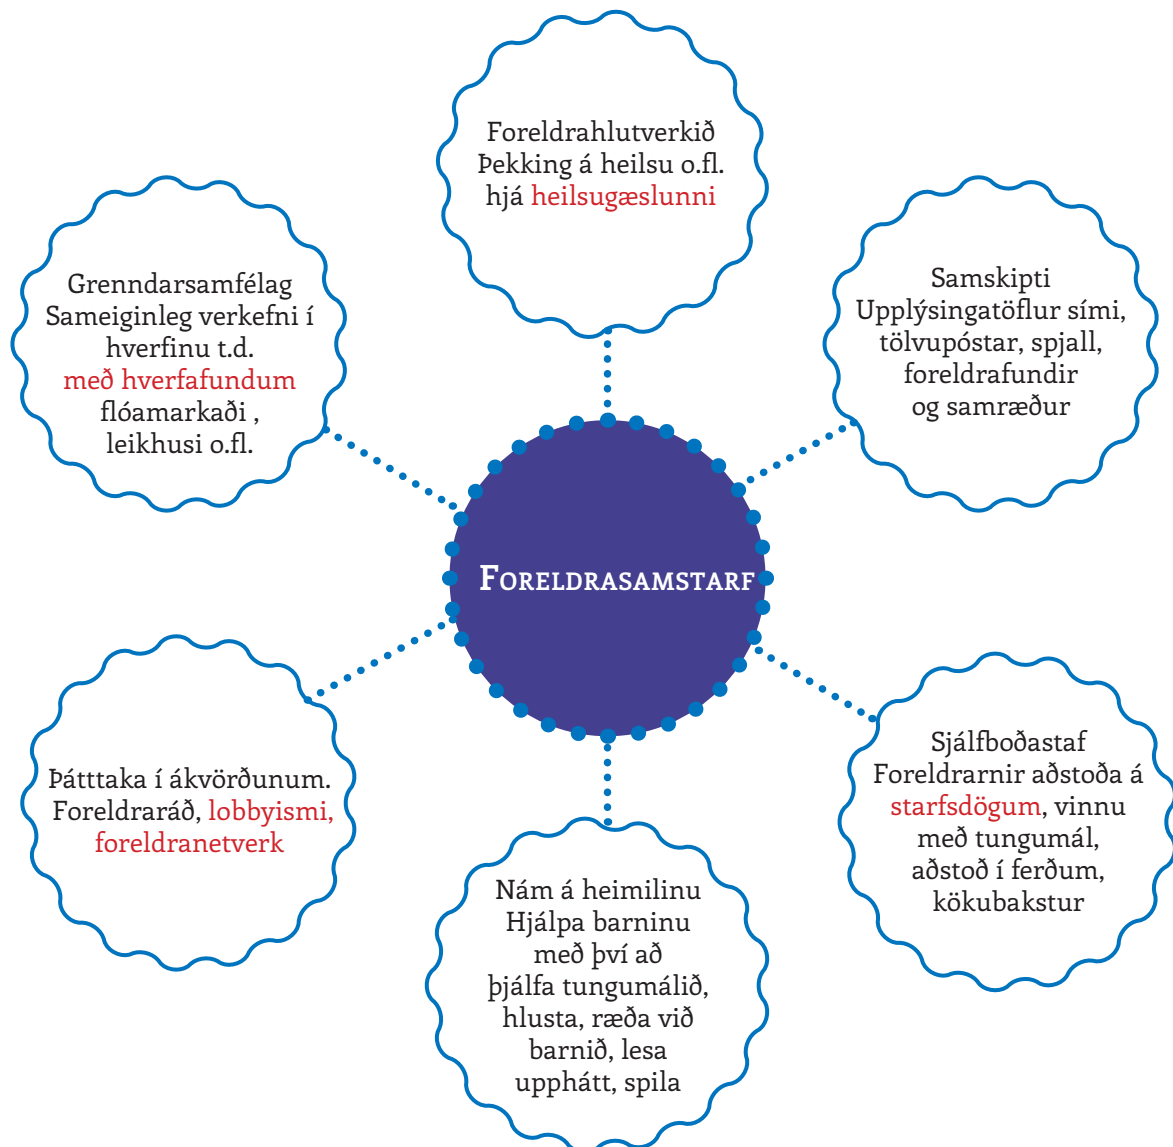 Foreldrahlutverkið
Þekking á heilsu o.fl.
hjá heilsugæslunni
Grenndarsamfélag
Sameiginleg verkefni í
hverfinu t.d.
með hverfafundum
flóamarkaði ,
leikhusi o.fl.
Samskipti
Upplýsingatöflur sími,
tölvupóstar, spjall,
foreldrafundir
og samræður
FORELDRASAMSTARF
Þátttaka í ákvörðunum.
Foreldraráð, lobbyismi,
foreldranetverk
Sjálfboðastaf
Foreldrarnir aðstoða á
starfsdögum, vinnu
með tungumál,
aðstoð í ferðum,
kökubakstur
Nám á heimilinu
Hjálpa barninu
með því að
þjálfa tungumálið,
hlusta, ræða við
barnið, lesa
upphátt, spila